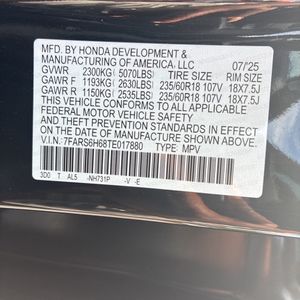 MFD. BY HONDA DEVELOPMENT &
MANUFACTURING OF AMERICA, LLC 07/'25
GVWR 2300KG( 5070LBS) TIRE SIZE RIM SIZE
GAWR F 1193KG( 2630LBS) 235/60R18 107V 18X7.5J
GAWR R 1150KG( 2535LBS) 235/60R18 107V 18X7.5J
THIS VEHICLE CONFORMS TO ALL APPLICABLE
FEDERAL MOTOR VEHICLE SAFETY
AND THEFT PREVENTION STANDARDS IN EFFECT ON
THE DATE OF MANUFACTURE SHOWN ABOVE.
V.I.N: 7FARS6H68TE017880 TYPE: MPV
3D0 T AL5 -NH731P -V -E